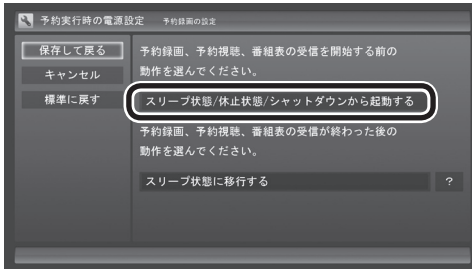 予約実行時の電源設定 予約録画の設定
保存して戻る
キャンセル
標準に戻す
予約録画、予約視聴、番組表の受信を開始する前の
動作を選んでください。
スリープ状態/休止状態/シャットダウンから起動する
予約録画、予約視聴、番組表の受信が終わった後の
動作を選んでください。
スリープ状態に移行する ?